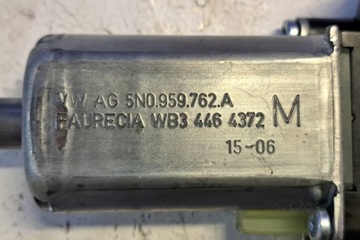 VW AG 5N0.959.762.A
FAURECIA WB3 446 4372 M
15-06